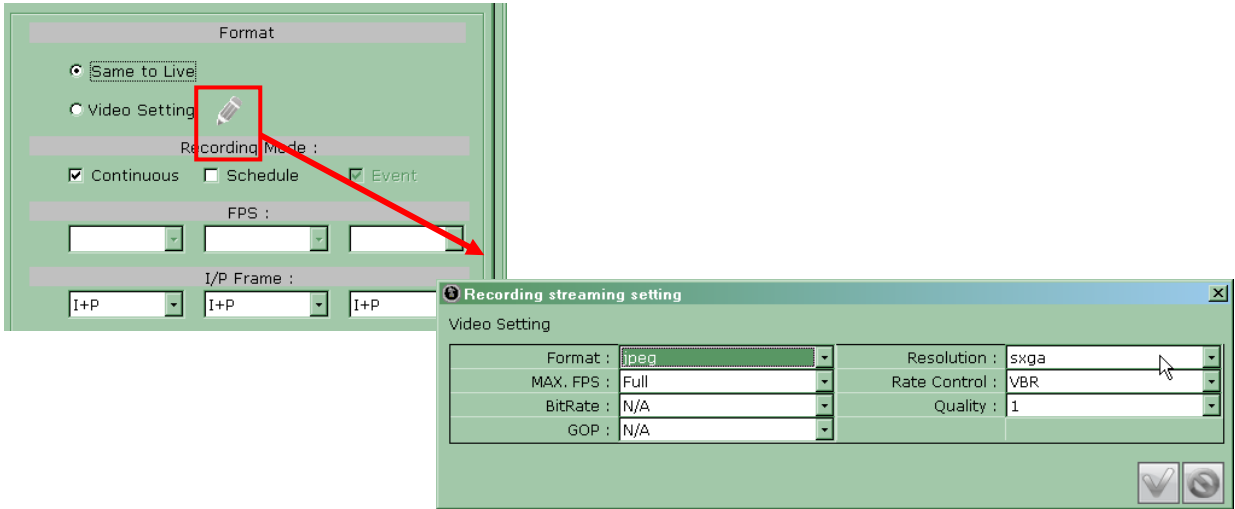 Format
Same to Live
Video Setting
Recording Mode :
Continuous Schedule Event
FPS :
I/P Frame :
I+P I+P I+P
Recording streaming setting
Video Setting
Format : jpeg Resolution : sxga
MAX. FPS : Full Rate Control : VBR
BitRate : N/A Quality : 1
GOP : N/A